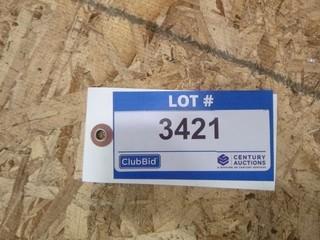 LOT #
3421
ClubBid
CENTURY
AUCTIONS